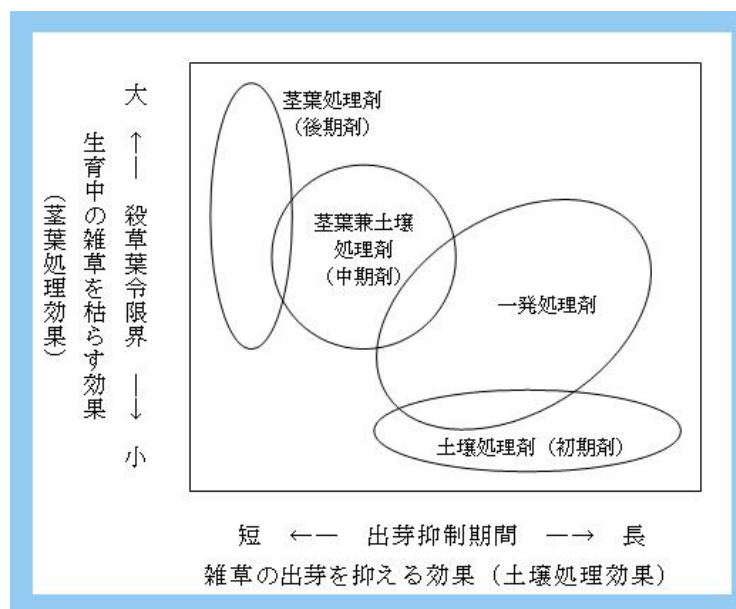 大
↑
|
殺草葉令限界
|
↓
小
生育中の雑草を枯らす効果
（茎葉処理効果）
茎葉処理剤
（後期剤）
茎葉兼土壌
処理剤
（中期剤）
一発処理剤
土壌処理剤（初期剤）
短 ←― 出芽抑制期間 ―→ 長
雑草の出芽を抑える効果（土壌処理効果）